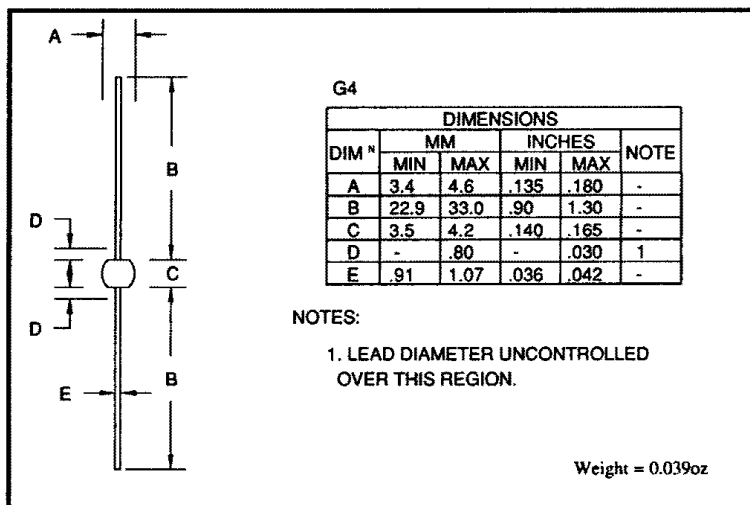 A
G4
DIMENSIONS
DIM N MM INCHES NOTE
MIN MAX MIN MAX
A 3.4 4.6 .135 .180 -
B 22.9 33.0 .90 1.30 -
C 3.5 4.2 .140 .165 -
D - .80 - .030 1
E .91 1.07 .036 .042 -
B
D
C
D
B
E
NOTES:
1. LEAD DIAMETER UNCONTROLLED
OVER THIS REGION.
Weight = 0.039oz